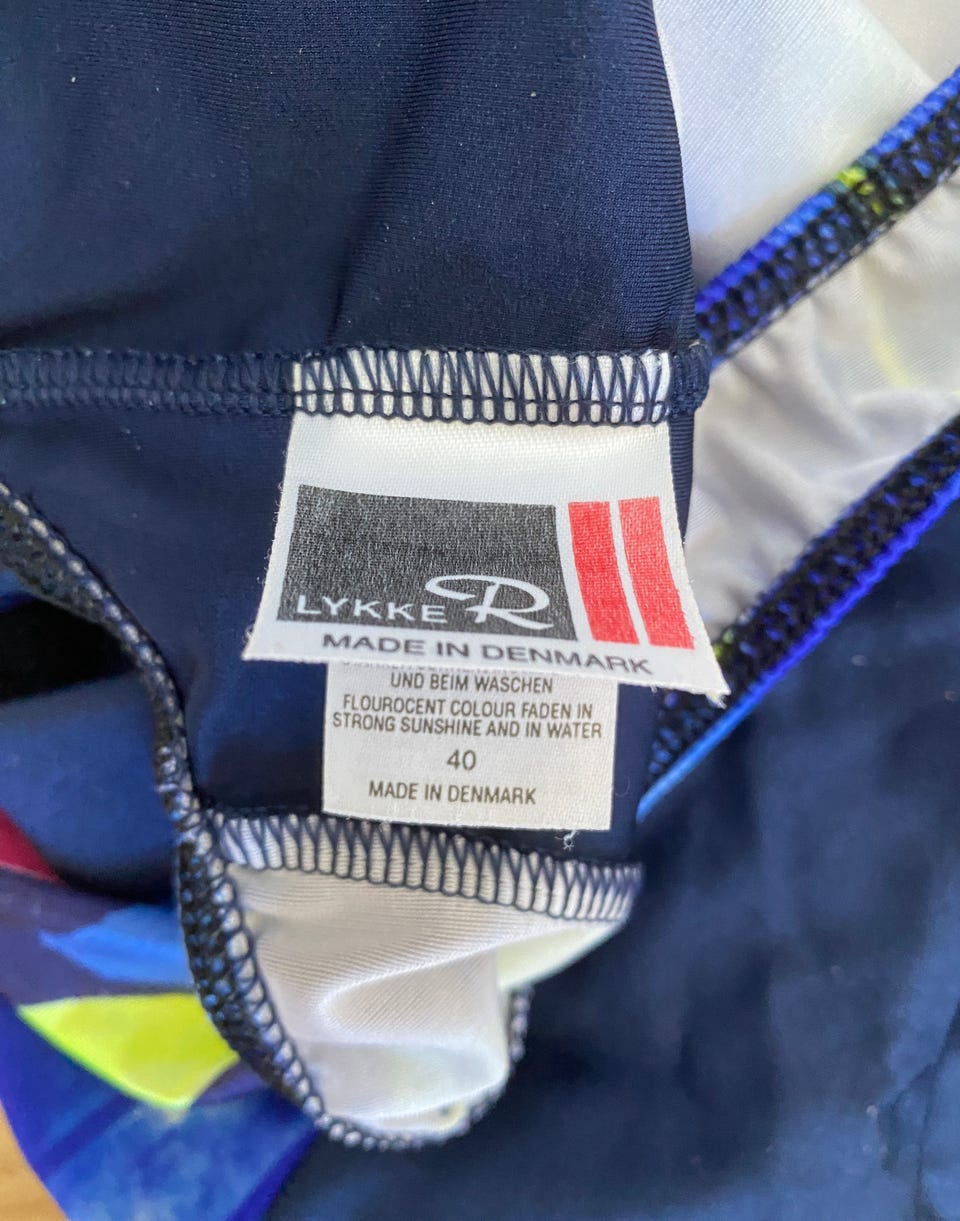 LYKKE R
MADE IN DENMARK
UND BEIM WASCHEN
FLOUROCENT COLOUR FADEN IN
STRONG SUNSHINE AND IN WATER
40
MADE IN DENMARK